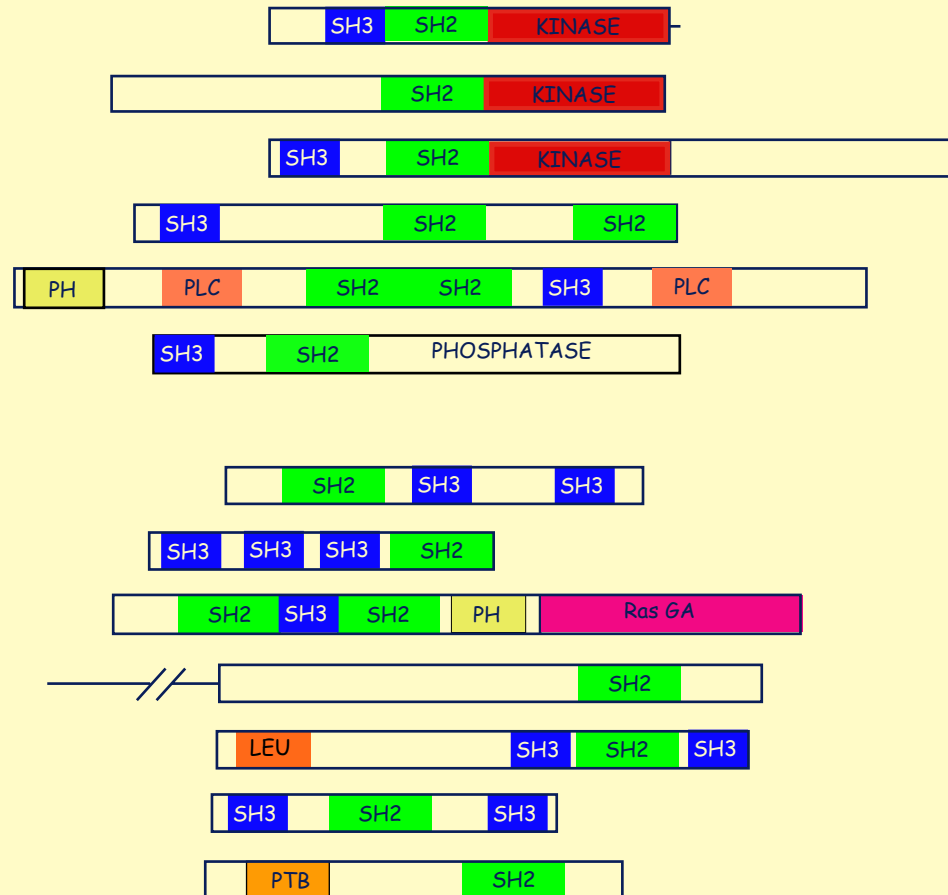 SH3 SH2 KINASE
SH2 KINASE
SH3 SH2 KINASE
SH3 SH2 SH2
PH PLC SH2 SH2 SH3 PLC
SH3 SH2 PHOSPHATASE
SH2 SH3 SH3
SH3 SH3 SH3 SH2
SH2 SH3 SH2 PH Ras GA
SH2
LEU SH3 SH2 SH3
SH3 SH2 SH3
PTB SH2